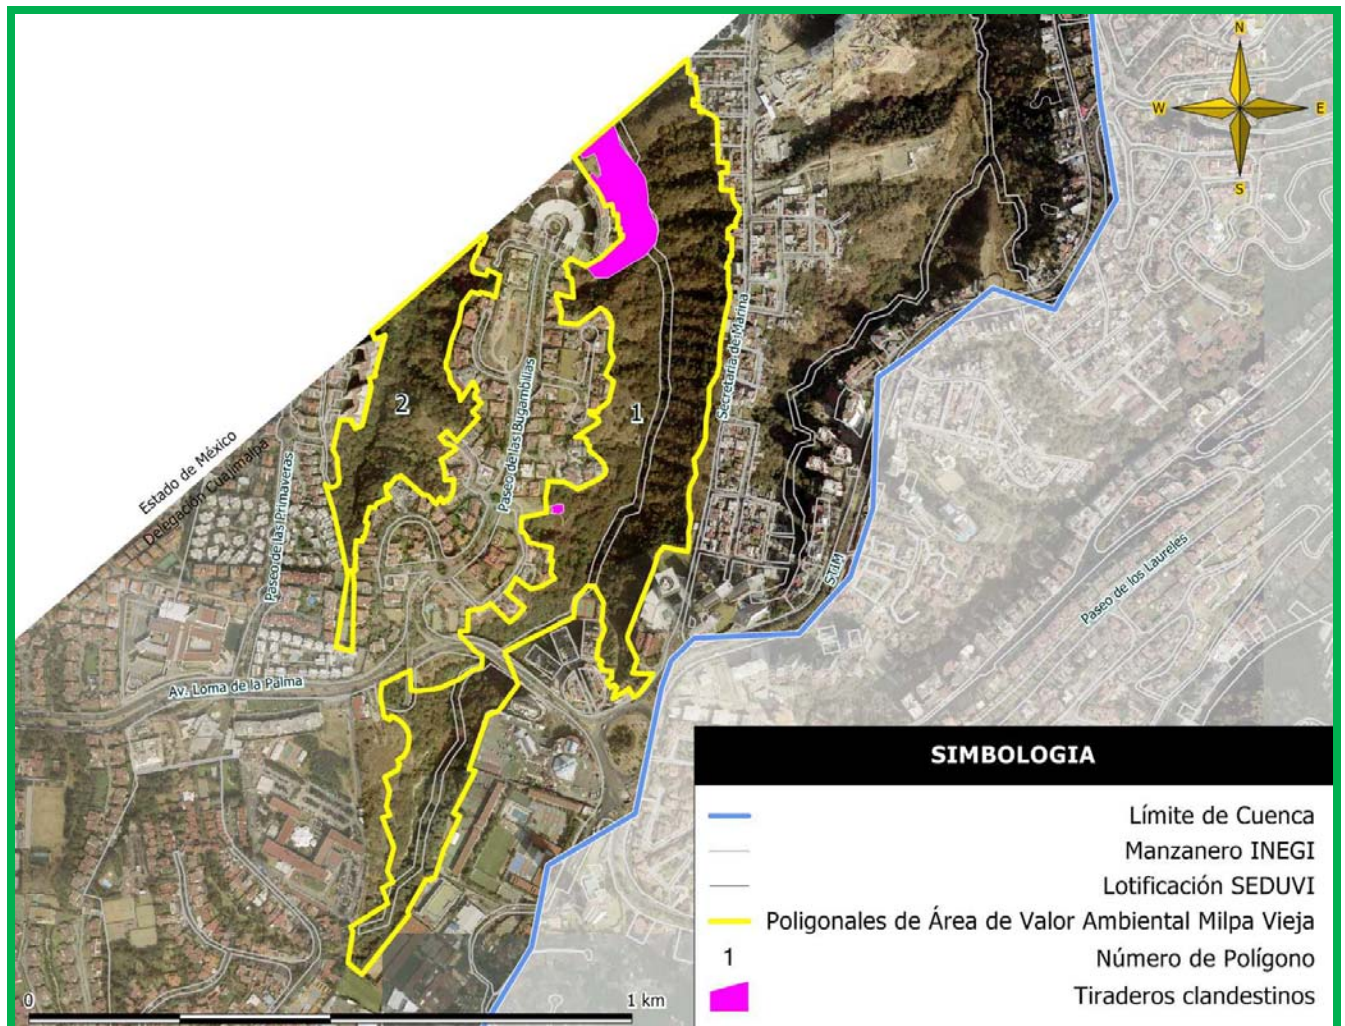 N
W
E
S
Estado de México
Delegación Cuajimalpa
Paseo de las Primaveras
2
Paseo de las Bugambilias
1
Secretaria de Marina
STIM
Paseo de los Laureles
Av. Loma de la Palma
SIMBOLOGIA
Límite de Cuenca
Manzanero INEGI
Lotificación SEDUVI
Poligonales de Área de Valor Ambiental Milpa Vieja
1 Número de Polígono
Tiraderos clandestinos
0 1 km